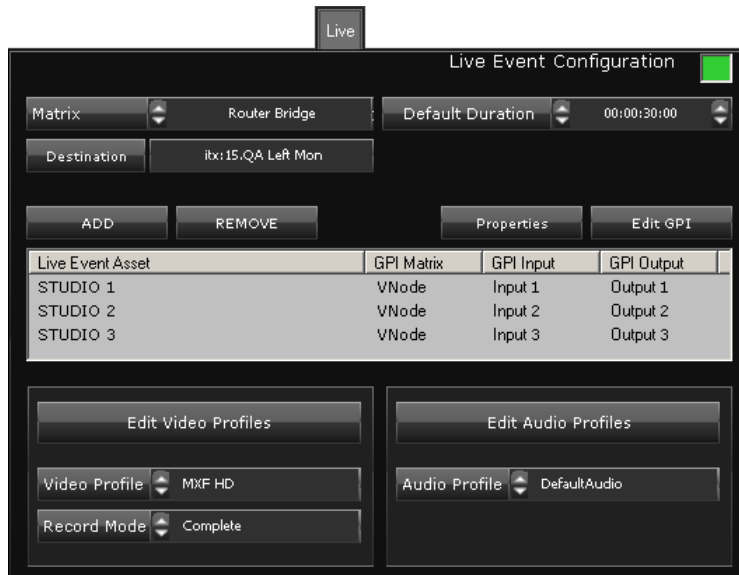 Live
Live Event Configuration
Matrix Router Bridge Default Duration 00:00:30:00
Destination itx:15.QA Left Mon
ADD REMOVE Properties Edit GPI
Live Event Asset GPI Matrix GPI Input GPI Output
STUDIO 1 VNode Input 1 Output 1
STUDIO 2 VNode Input 2 Output 2
STUDIO 3 VNode Input 3 Output 3
Edit Video Profiles Edit Audio Profiles
Video Profile MXF HD Audio Profile DefaultAudio
Record Mode Complete